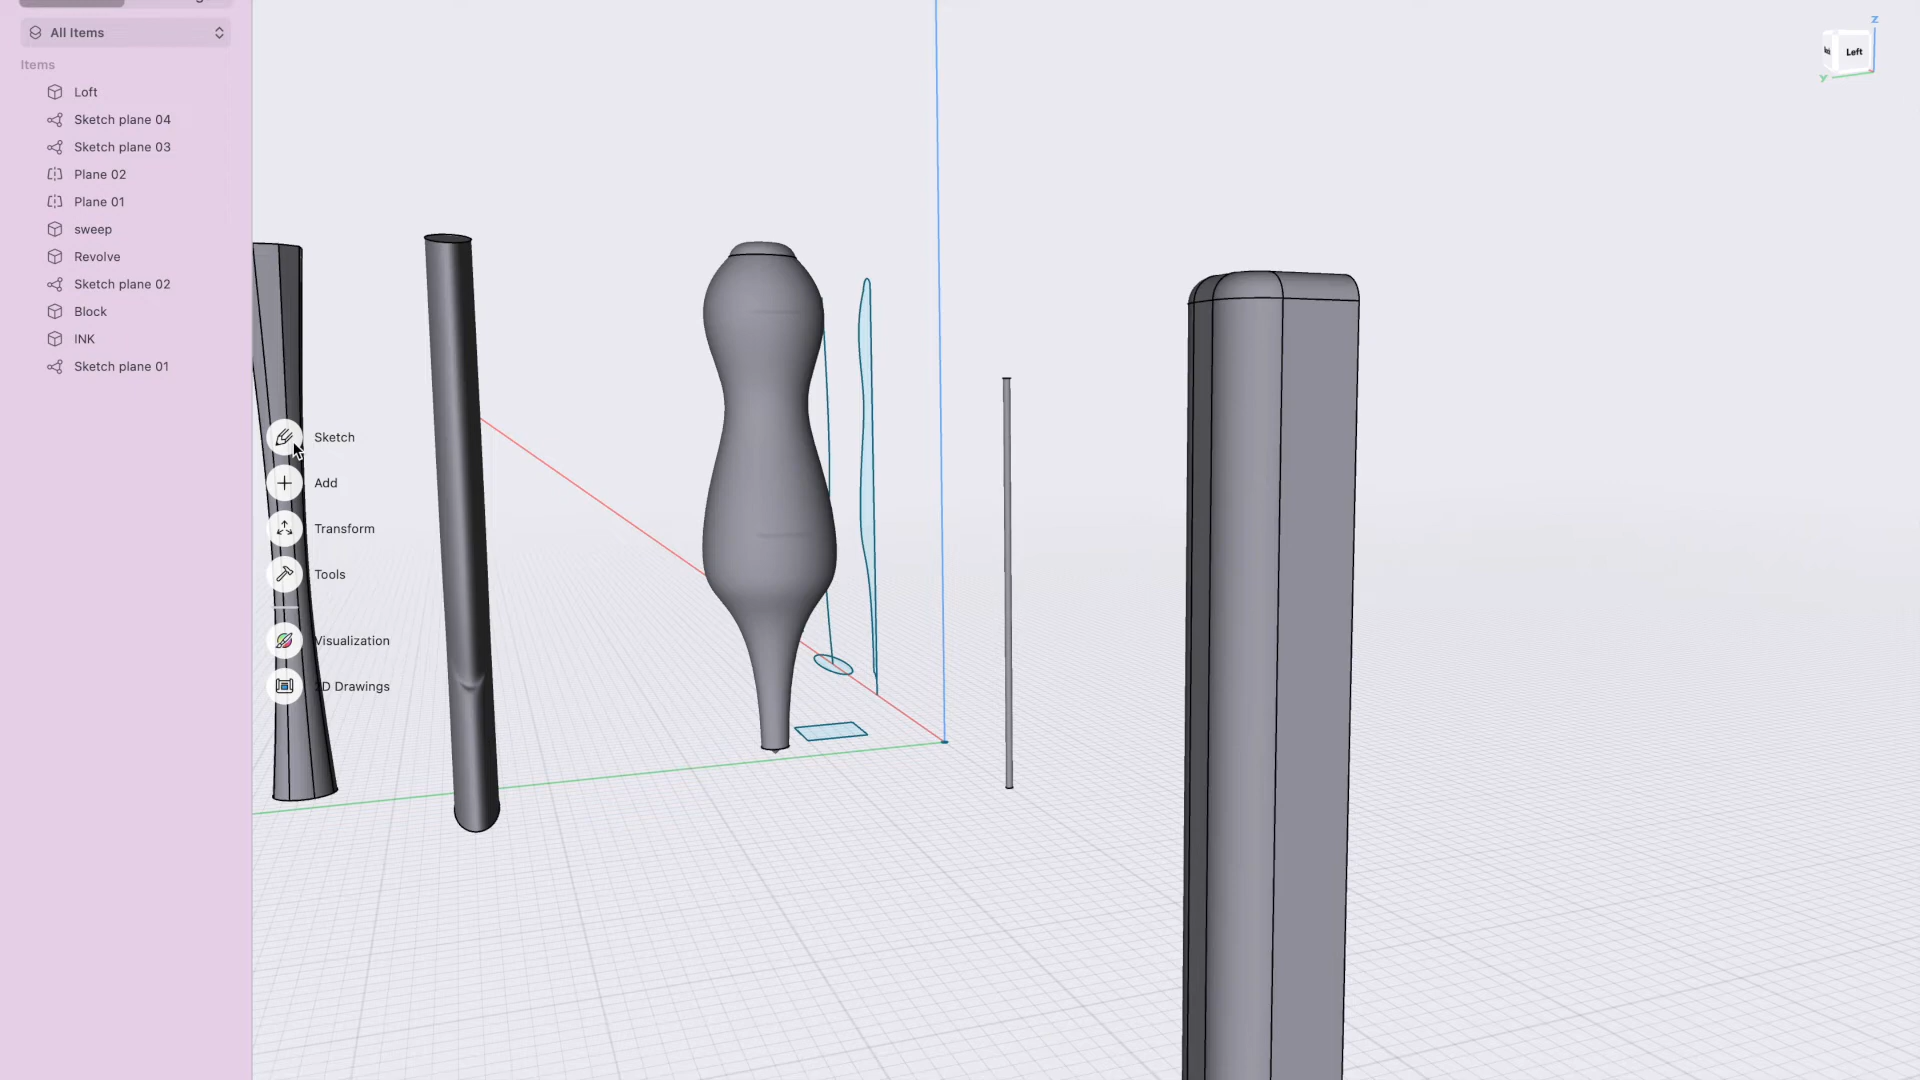 All Items
Items
Loft
Sketch plane 04
Sketch plane 03
Plane 02
Plane 01
sweep
Revolve
Sketch plane 02
Block
INK
Sketch plane 01
Sketch
Add
Transform
Tools
Visualization
2D Drawings
Z
Left
Y